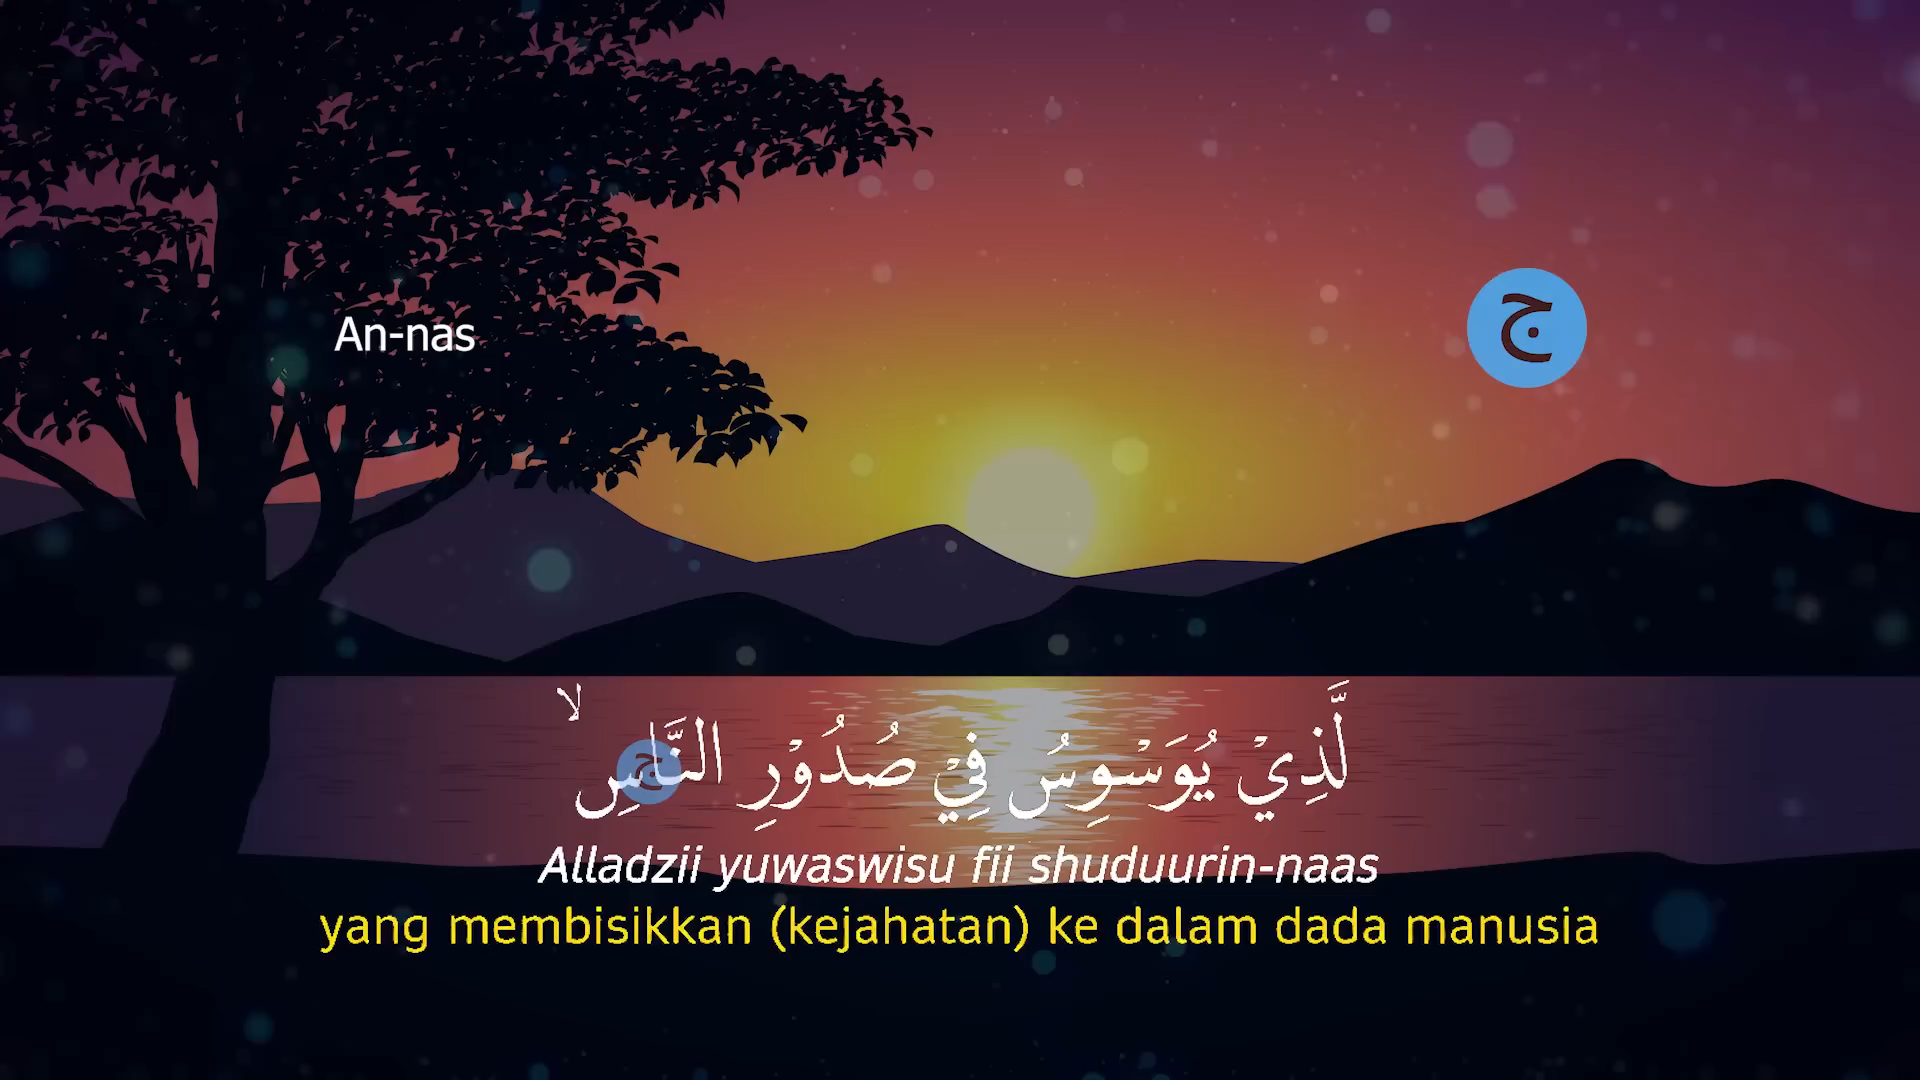 An-nas
ج
لَّذِيْ يُوَسْوِسُ فِيْ صُدُوْرِ النَّاسِ ۙ
ج
Alladzii yuwaswisu fii shuduurin-naas
yang membisikkan (kejahatan) ke dalam dada manusia